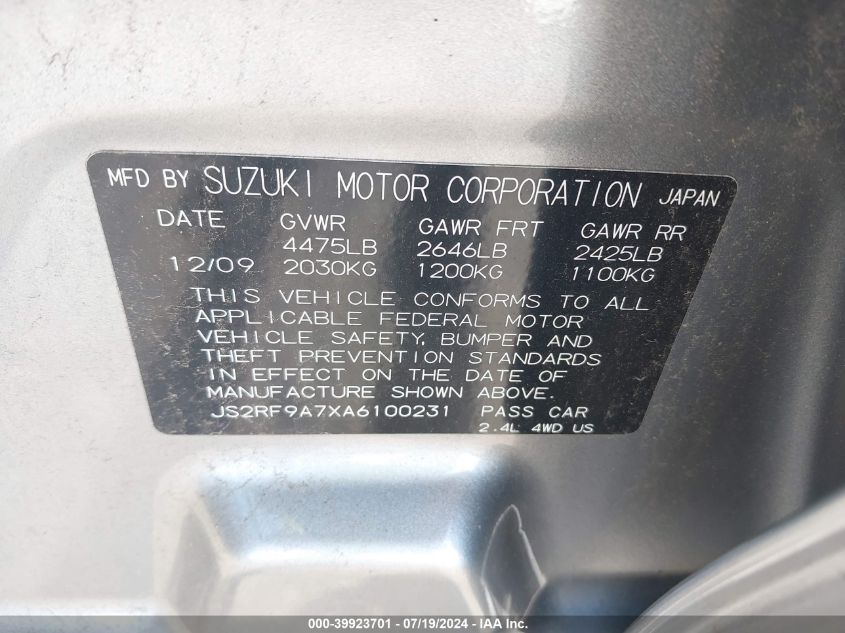 MFD BY SUZUKI MOTOR CORPORATION JAPAN
DATE GVWR GAWR FRT GAWR RR
4475LB 2646LB 2425LB
12/09 2030KG 1200KG 1100KG
THIS VEHICLE CONFORMS TO ALL
APPLICABLE FEDERAL MOTOR
VEHICLE SAFETY, BUMPER AND
THEFT PREVENTION STANDARDS
IN EFFECT ON THE DATE OF
MANUFACTURE SHOWN ABOVE.
JS2RF9A7XA6100231 PASS CAR
2.4L 4WD US
000-39923701 - 07/19/2024 - IAA Inc.